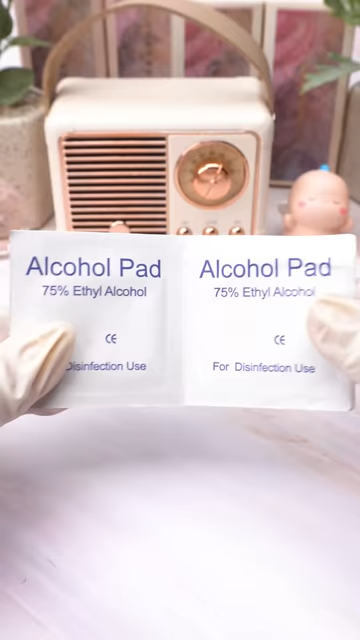 Alcohol Pad
75% Ethyl Alcohol
CE
Disinfection Use
Alcohol Pad
75% Ethyl Alcohol
CE
For Disinfection Use